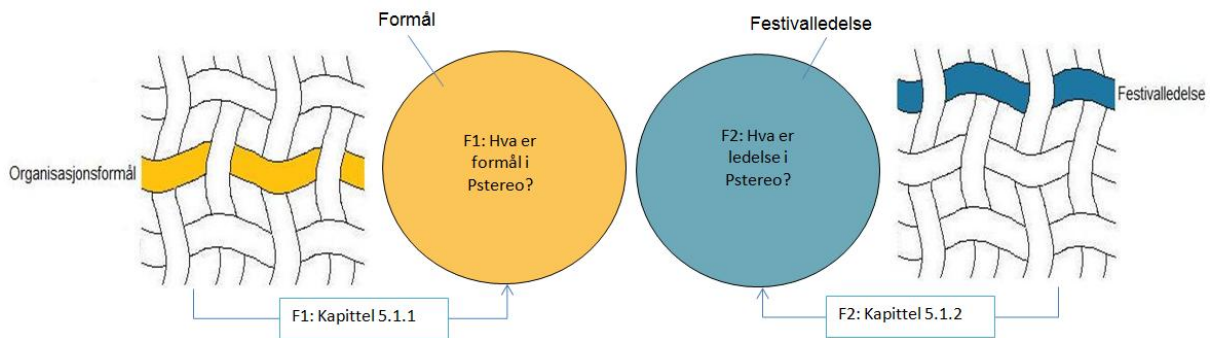 Formål
Festivalledelse
Festivalledelse
Organisasjonsformål
F1: Hva er
formål i
Pstereo?
F2: Hva er
ledelse i
Pstereo?
F1: Kapittel 5.1.1
F2: Kapittel 5.1.2